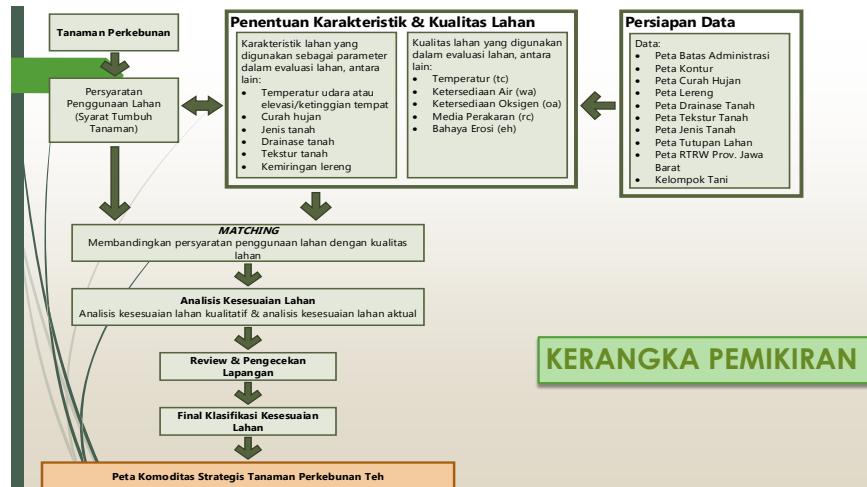 Tanaman Perkebunan
Persyaratan
Penggunaan Lahan
(Syarat Tumbuh
Tanaman)
Penentuan Karakteristik & Kualitas Lahan
Karakteristik lahan yang
digunakan sebagai parameter
dalam evaluasi lahan, antara
lain:
• Temperatur udara atau
elevasi/ketinggian tempat
• Curah hujan
• Jenis tanah
• Drainase tanah
• Tekstur tanah
• Kemiringan lereng
Kualitas lahan yang digunakan
dalam evaluasi lahan, antara
lain:
• Temperatur (tc)
• Ketersediaan Air (wa)
• Ketersediaan Oksigen (oa)
• Media Perakaran (rc)
• Bahaya Erosi (eh)
Persiapan Data
Data:
• Peta Batas Administrasi
• Peta Kontur
• Peta Curah Hujan
• Peta Lereng
• Peta Drainase Tanah
• Peta Tekstur Tanah
• Peta Jenis Tanah
• Peta Tutupan Lahan
• Peta RTRW Prov. Jawa
Barat
• Kelompok Tani
MATCHING
Membandingkan persyaratan penggunaan lahan dengan kualitas
lahan
Analisis Kesesuaian Lahan
Analisis kesesuaian lahan kualitatif & analisis kesesuaian lahan aktual
Review & Pengecekan
Lapangan
Final Klasifikasi Kesesuaian
Lahan
Peta Komoditas Strategis Tanaman Perkebunan Teh
KERANGKA PEMIKIRAN